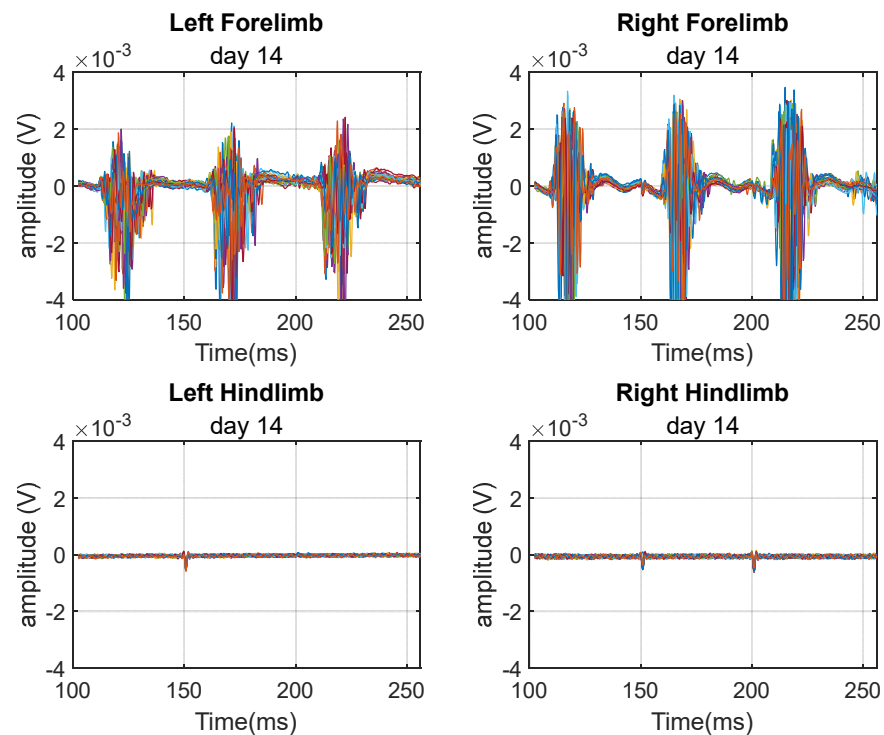 Left Forelimb
day 14
×10⁻³
4
2
0
-2
-4
100 150 200 250
amplitude (V)
Time(ms)
Right Forelimb
day 14
×10⁻³
4
2
0
-2
-4
100 150 200 250
amplitude (V)
Time(ms)
Left Hindlimb
day 14
×10⁻³
4
2
0
-2
-4
100 150 200 250
amplitude (V)
Time(ms)
Right Hindlimb
day 14
×10⁻³
4
2
0
-2
-4
100 150 200 250
amplitude (V)
Time(ms)